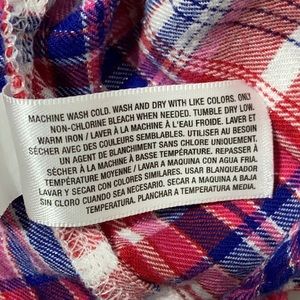 MACHINE WASH COLD. WASH AND DRY WITH LIKE COLORS. ONLY
NON-CHLORINE BLEACH WHEN NEEDED. TUMBLE DRY LOW.
WARM IRON / LAVER À LA MACHINE À L'EAU FROIDE. LAVER ET
SÉCHER AVEC DES COULEURS SEMBLABLES. UTILISER AU BESOIN
UN AGENT DE BLANCHIMENT SANS CHLORE UNIQUEMENT.
SÉCHER À LA MACHINE À BASSE TEMPÉRATURE. REPASSER À
TEMPÉRATURE MOYENNE / LAVAR A MAQUINA CON AGUA FRIA.
LAVAR Y SECAR CON COLORES SIMILARES. USAR BLANQUEADOR
SIN CLORO CUANDO SEA NECESARIO. SECAR A MAQUINA A BAJA
TEMPERATURA. PLANCHAR A TEMPERATURA MEDIA.